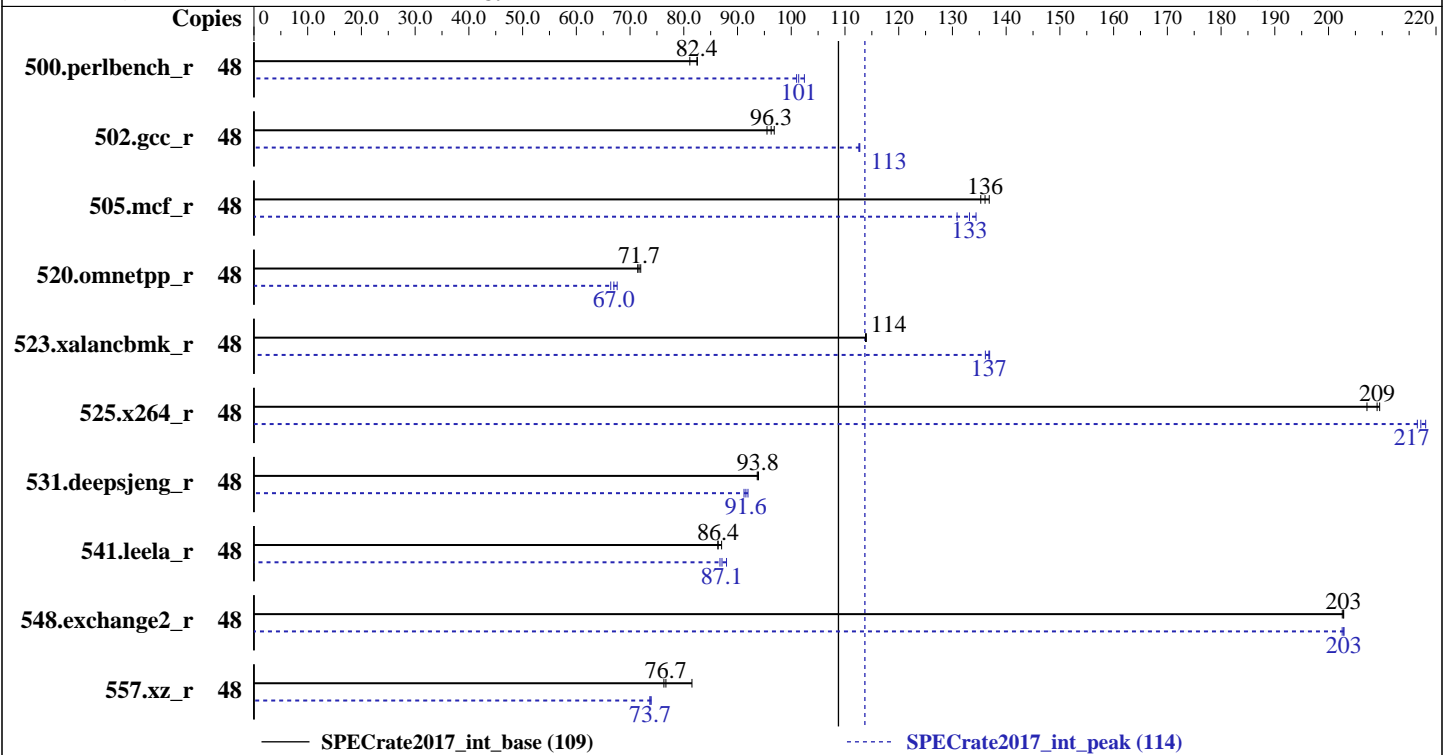 Copies 0 10.0 20.0 30.0 40.0 50.0 60.0 70.0 80.0 90.0 100 110 120 130 140 150 160 170 180 190 200 220
82.4
500.perlbench_r 48
101
96.3
502.gcc_r 48
113
136
505.mcf_r 48
133
71.7
520.omnetpp_r 48
67.0
114
523.xalancbmk_r 48
137
209
525.x264_r 48
217
93.8
531.deepsjeng_r 48
91.6
86.4
541.leela_r 48
87.1
203
548.exchange2_r 48
203
76.7
557.xz_r 48
73.7
SPECrate2017_int_base (109) SPECrate2017_int_peak (114)